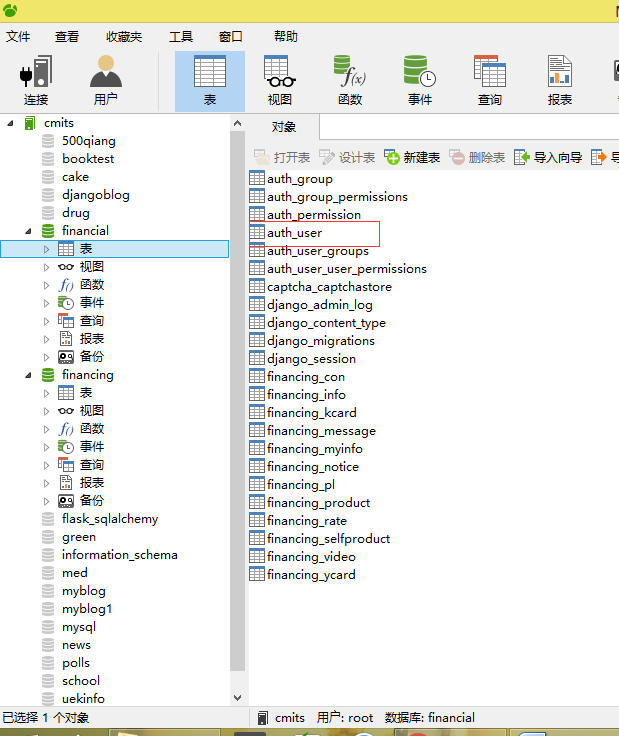 文件 查看 收藏夹 工具 窗口 帮助
连接 用户 表 视图 函数 事件 查询 报表
cmits
500qiang
booktest
cake
djangoblog
drug
financial
表
视图
函数
事件
查询
报表
备份
financing
表
视图
函数
事件
查询
报表
备份
flask_sqlalchemy
green
information_schema
med
myblog
myblog1
mysql
news
polls
school
uekinfo
对象
打开表 设计表 新建表 删除表 导入向导
auth_group
auth_group_permissions
auth_permission
auth_user
auth_user_groups
auth_user_user_permissions
captcha_captchastore
django_admin_log
django_content_type
django_migrations
django_session
financing_con
financing_info
financing_kcard
financing_message
financing_myinfo
financing_notice
financing_pl
financing_product
financing_rate
financing_selfproduct
financing_video
financing_ycard
已选择 1 个对象 cmits 用户: root 数据库: financial